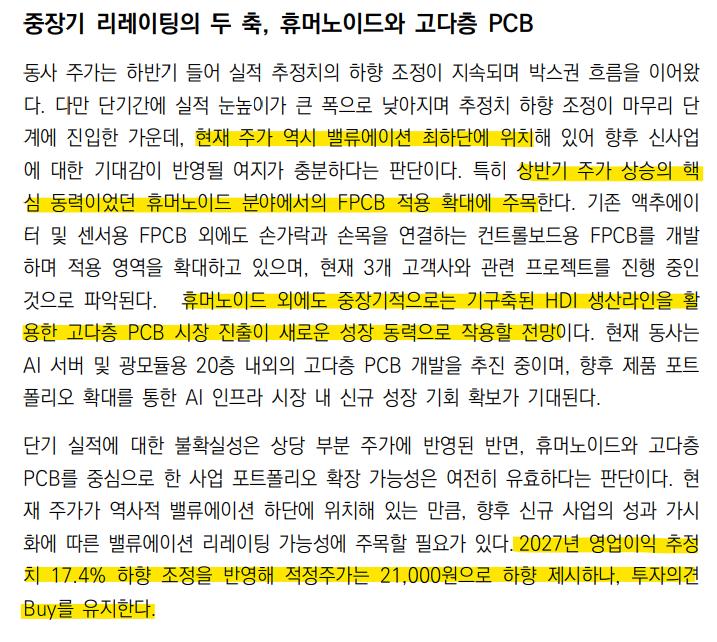 중장기 리레이팅의 두 축, 휴머노이드와 고다층 PCB
동사 주가는 하반기 들어 실적 추정치의 하향 조정이 지속되며 박스권 흐름을 이어왔
다. 다만 단기간에 실적 눈높이가 큰 폭으로 낮아지며 추정치 하향 조정이 마무리 단
계에 진입한 가운데, 현재 주가 역시 밸류에이션 최하단에 위치해 있어 향후 신사업
에 대한 기대감이 반영될 여지가 충분하다는 판단이다. 특히 상반기 주가 상승의 핵
심 동력이었던 휴머노이드 분야에서의 FPCB 적용 확대에 주목한다. 기존 액추에이
터 및 센서용 FPCB 외에도 손가락과 손목을 연결하는 컨트롤보드용 FPCB를 개발
하며 적용 영역을 확대하고 있으며, 현재 3개 고객사와 관련 프로젝트를 진행 중인
것으로 파악된다. 휴머노이드 외에도 중장기적으로는 기구축된 HDI 생산라인을 활
용한 고다층 PCB 시장 진출이 새로운 성장 동력으로 작용할 전망이다. 현재 동사는
AI 서버 및 광모듈용 20층 내외의 고다층 PCB 개발을 추진 중이며, 향후 제품 포트
폴리오 확대를 통한 AI 인프라 시장 내 신규 성장 기회 확보가 기대된다.
단기 실적에 대한 불확실성은 상당 부분 주가에 반영된 반면, 휴머노이드와 고다층
PCB를 중심으로 한 사업 포트폴리오 확장 가능성은 여전히 유효하다는 판단이다. 현
재 주가가 역사적 밸류에이션 하단에 위치해 있는 만큼, 향후 신규 사업의 성과 가시
화에 따른 밸류에이션 리레이팅 가능성에 주목할 필요가 있다. 2027년 영업이익 추정
치 17.4% 하향 조정을 반영해 적정주가는 21,000원으로 하향 제시하나, 투자의견
Buy를 유지한다.